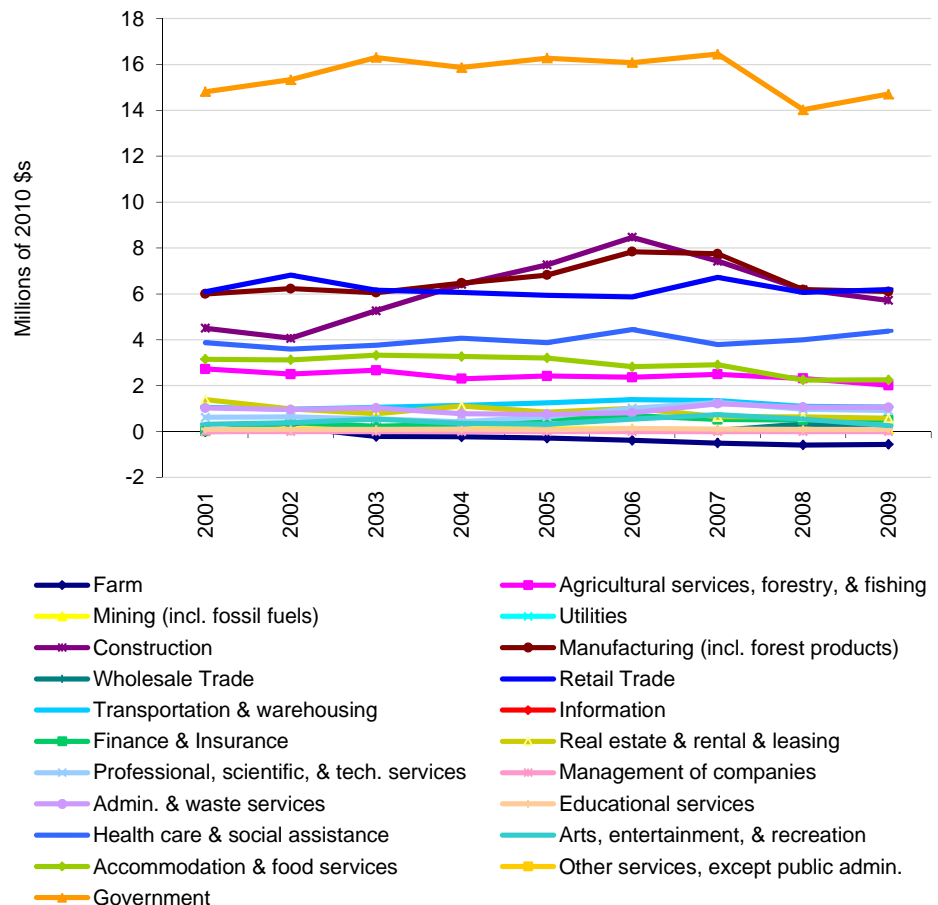 18
16
14
12
10
8
6
4
2
0
-2
Millions of 2010 $s
2001
2002
2003
2004
2005
2006
2007
2008
2009
Farm
Agricultural services, forestry, & fishing
Mining (incl. fossil fuels)
Utilities
Construction
Manufacturing (incl. forest products)
Wholesale Trade
Retail Trade
Transportation & warehousing
Information
Finance & Insurance
Real estate & rental & leasing
Professional, scientific, & tech. services
Management of companies
Admin. & waste services
Educational services
Health care & social assistance
Arts, entertainment, & recreation
Accommodation & food services
Other services, except public admin.
Government